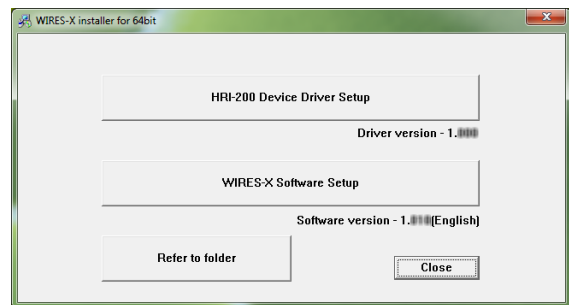 WIRES-X installer for 64bit
HRI-200 Device Driver Setup
Driver version - 1.
WIRES-X Software Setup
Software version - 1. (English)
Refer to folder
Close